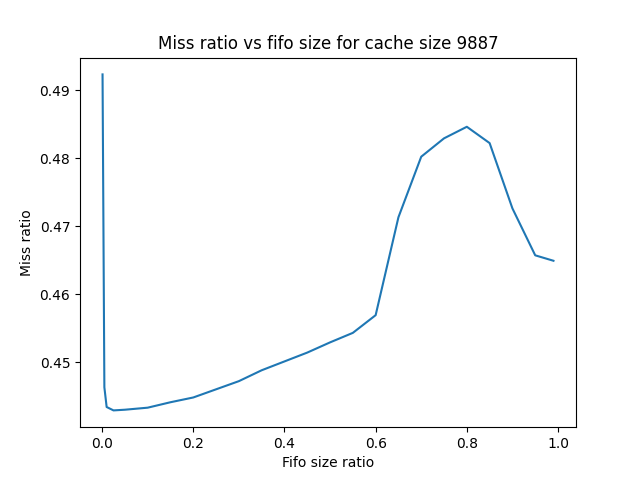 Miss ratio vs fifo size for cache size 9887
0.49
0.48
0.47
0.46
0.45
Miss ratio
0.0 0.2 0.4 0.6 0.8 1.0
Fifo size ratio